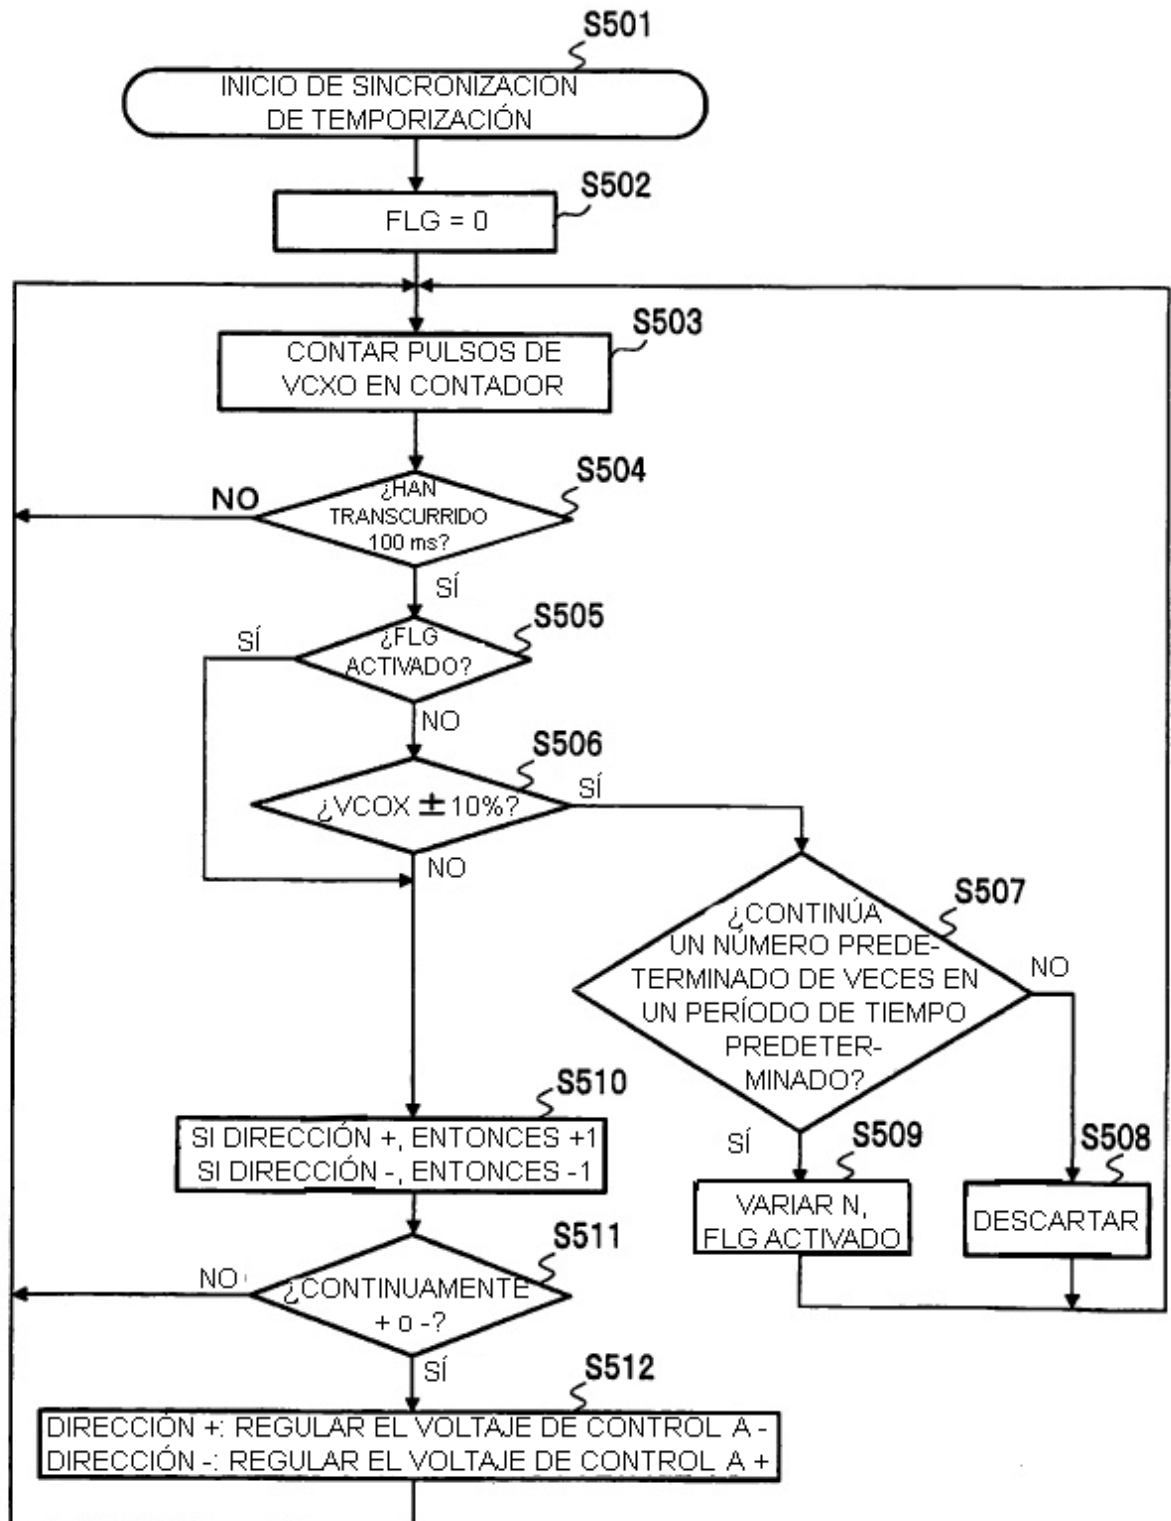 S501
INICIO DE SINCRONIZACIÓN
DE TEMPORIZACIÓN
S502
FLG = 0
S503
CONTAR PULSOS DE
VCXO EN CONTADOR
S504
¿HAN
TRANSCURRIDO
100 ms?
NO
SÍ
S505
¿FLG
ACTIVADO?
SÍ
NO
S506
¿VCOX ± 10%?
SÍ
NO
S507
¿CONTINÚA
UN NÚMERO PREDE-
TERMINADO DE VECES EN
UN PERÍODO DE TIEMPO
PREDETER-
MINADO?
NO
SÍ
S509
VARIAR N,
FLG ACTIVADO
S508
DESCARTAR
S510
SI DIRECCIÓN +, ENTONCES +1
SI DIRECCIÓN -, ENTONCES -1
S511
¿CONTINUAMENTE
+ o -?
NO
SÍ
S512
DIRECCIÓN +: REGULAR EL VOLTAJE DE CONTROL A -
DIRECCIÓN -: REGULAR EL VOLTAJE DE CONTROL A +